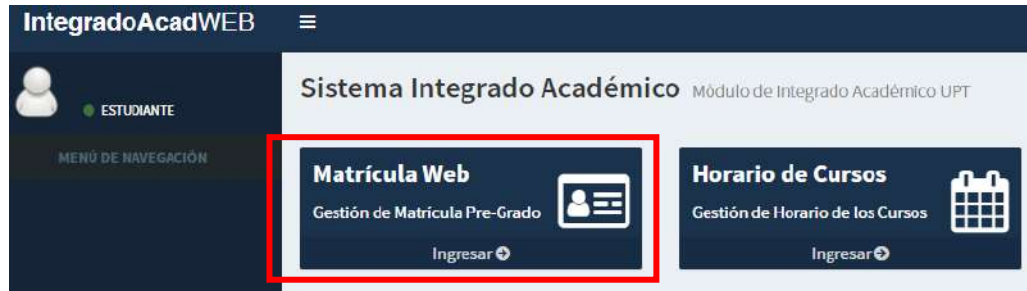 IntegradoAcadWEB
ESTUDIANTE
MENÚ DE NAVEGACIÓN
Sistema Integrado Académico Módulo de Integrado Académico UPT
Matrícula Web
Gestión de Matrícula Pre-Grado
Ingresar
Horario de Cursos
Gestión de Horario de los Cursos
Ingresar